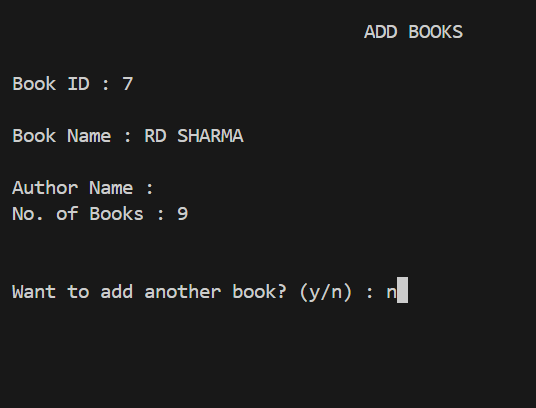 ADD BOOKS
Book ID : 7
Book Name : RD SHARMA
Author Name :
No. of Books : 9
Want to add another book? (y/n) : n